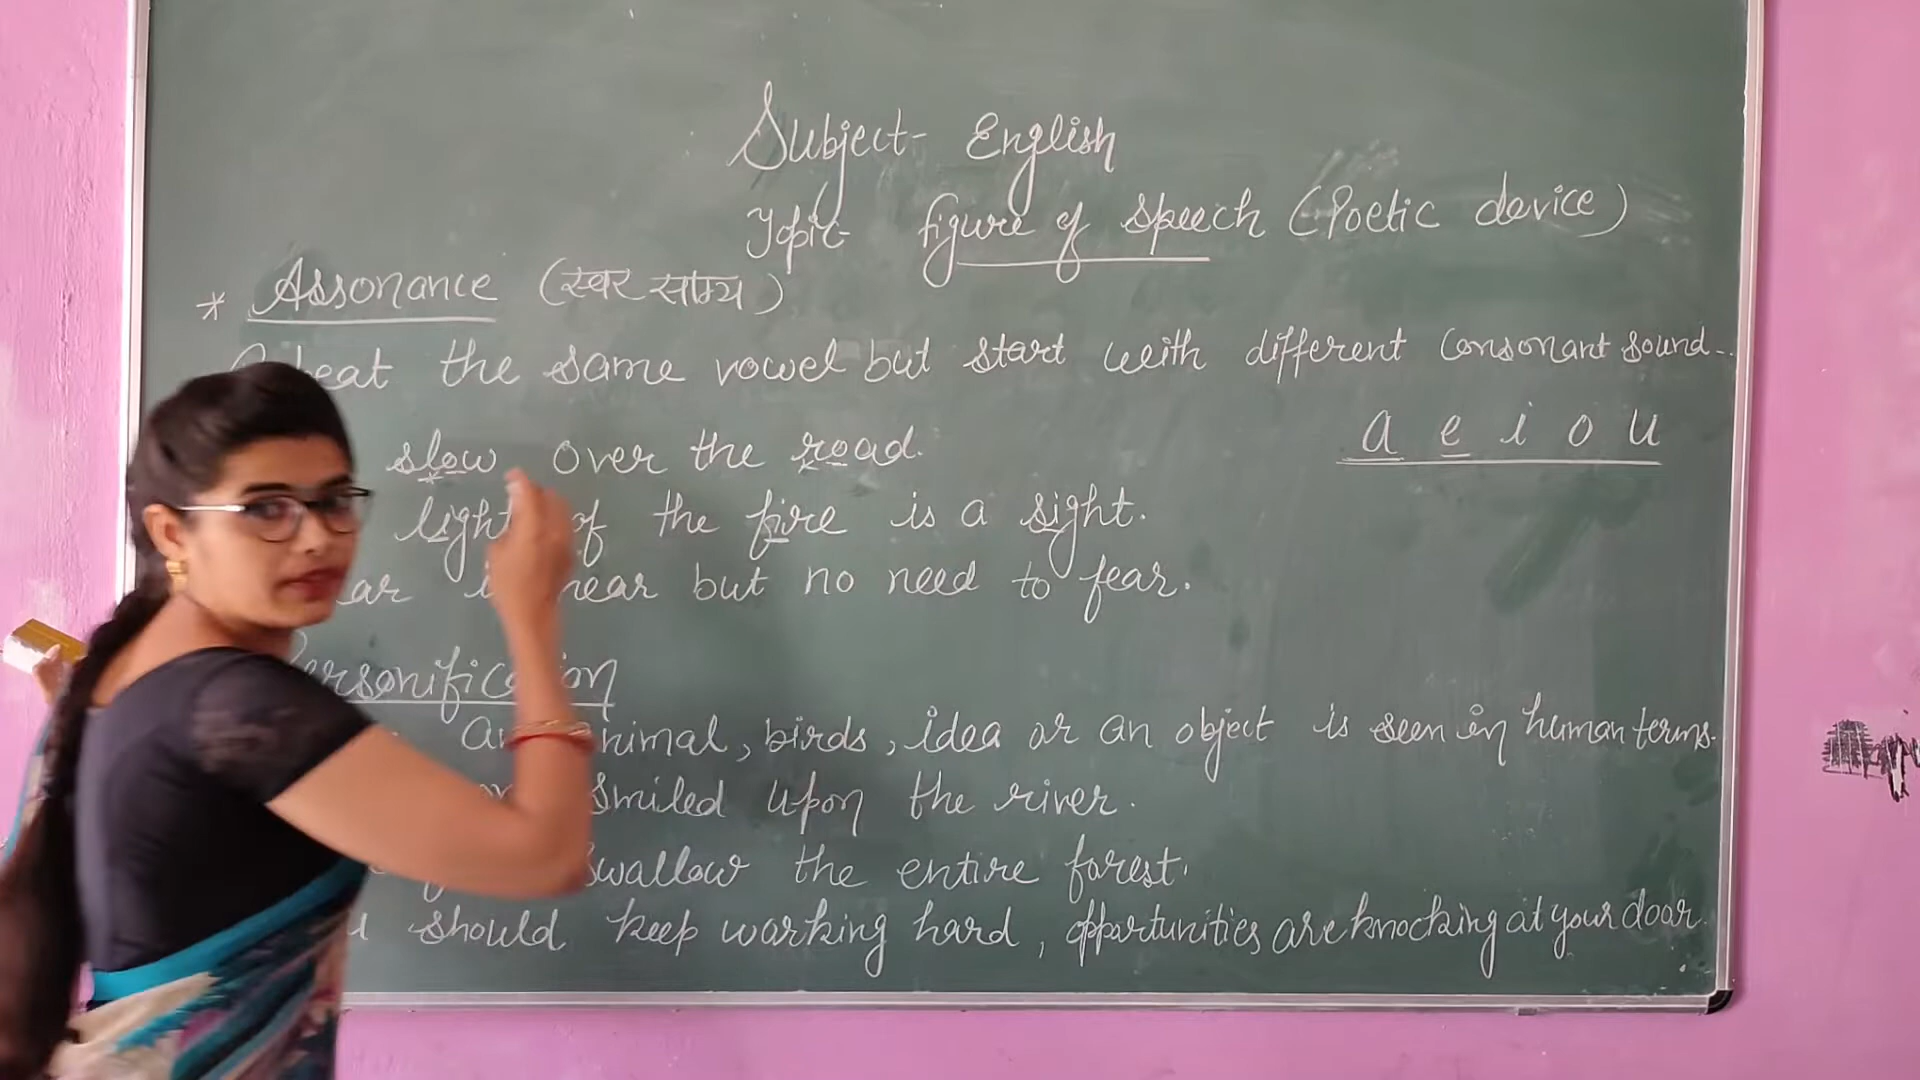 Subject- English
Topic- figure of speech (Poetic device)
* Assonance (स्वर साम्य)
the same vowel but start with different consonant sound-.
a e i o u
slow over the road.
light of the fire is a sight.
near but no need to fear.
Personification
animal, birds, idea or an object is seen in human terms.
smiled upon the river.
swallow the entire forest.
should keep working hard, opportunities are knocking at your door.